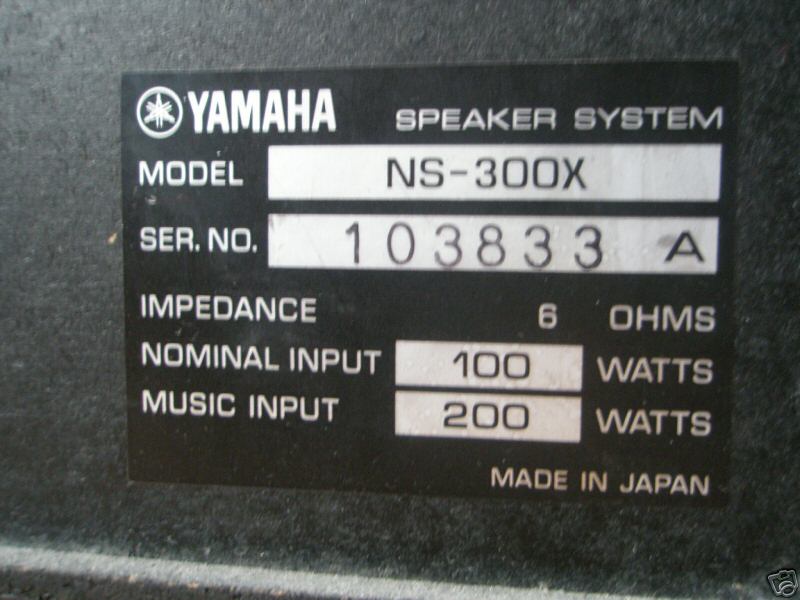 YAMAHA SPEAKER SYSTEM
MODEL NS-300X
SER. NO. 103833 A
IMPEDANCE 6 OHMS
NOMINAL INPUT 100 WATTS
MUSIC INPUT 200 WATTS
MADE IN JAPAN